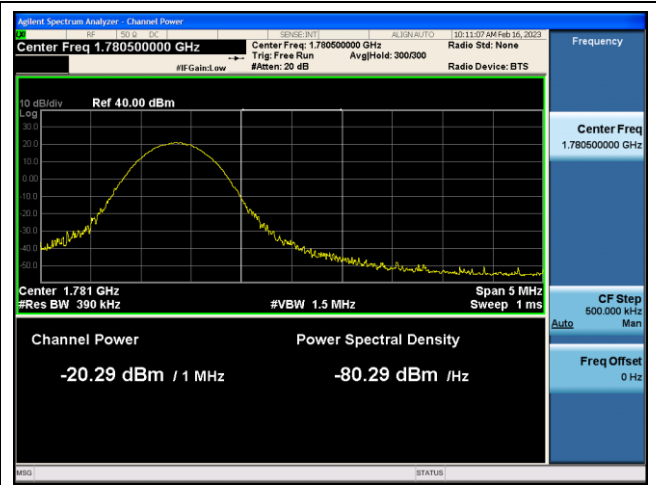 Agilent Spectrum Analyzer - Channel Power
LXI RF 50 Ω DC SENSE:INT ALIGN AUTO 10:11:07 AM Feb 16, 2023
Center Freq 1.780500000 GHz
Center Freq: 1.780500000 GHz
Radio Std: None
Trig: Free Run Avg|Hold: 300/300
#IFGain:Low
#Atten: 20 dB
Radio Device: BTS
Frequency
10 dB/div Ref 40.00 dBm
Log
30.0
20.0
10.0
0.00
-10.0
-20.0
-30.0
-40.0
-50.0
Center 1.781 GHz
Span 5 MHz
#Res BW 390 kHz
#VBW 1.5 MHz
Sweep 1 ms
Channel Power
Power Spectral Density
-20.29 dBm / 1 MHz
-80.29 dBm /Hz
Center Freq
1.780500000 GHz
CF Step
500.000 kHz
Auto Man
Freq Offset
0 Hz
MSG
STATUS